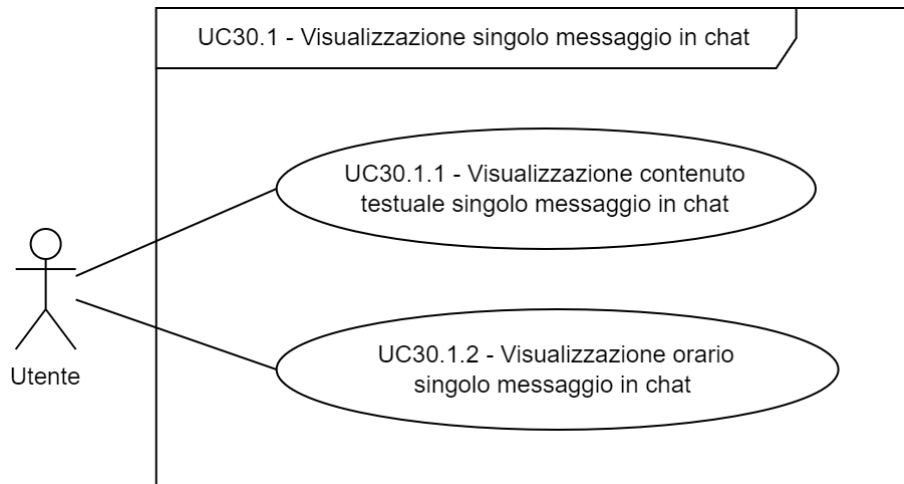 UC30.1 - Visualizzazione singolo messaggio in chat
UC30.1.1 - Visualizzazione contenuto
testuale singolo messaggio in chat
Utente
UC30.1.2 - Visualizzazione orario
singolo messaggio in chat